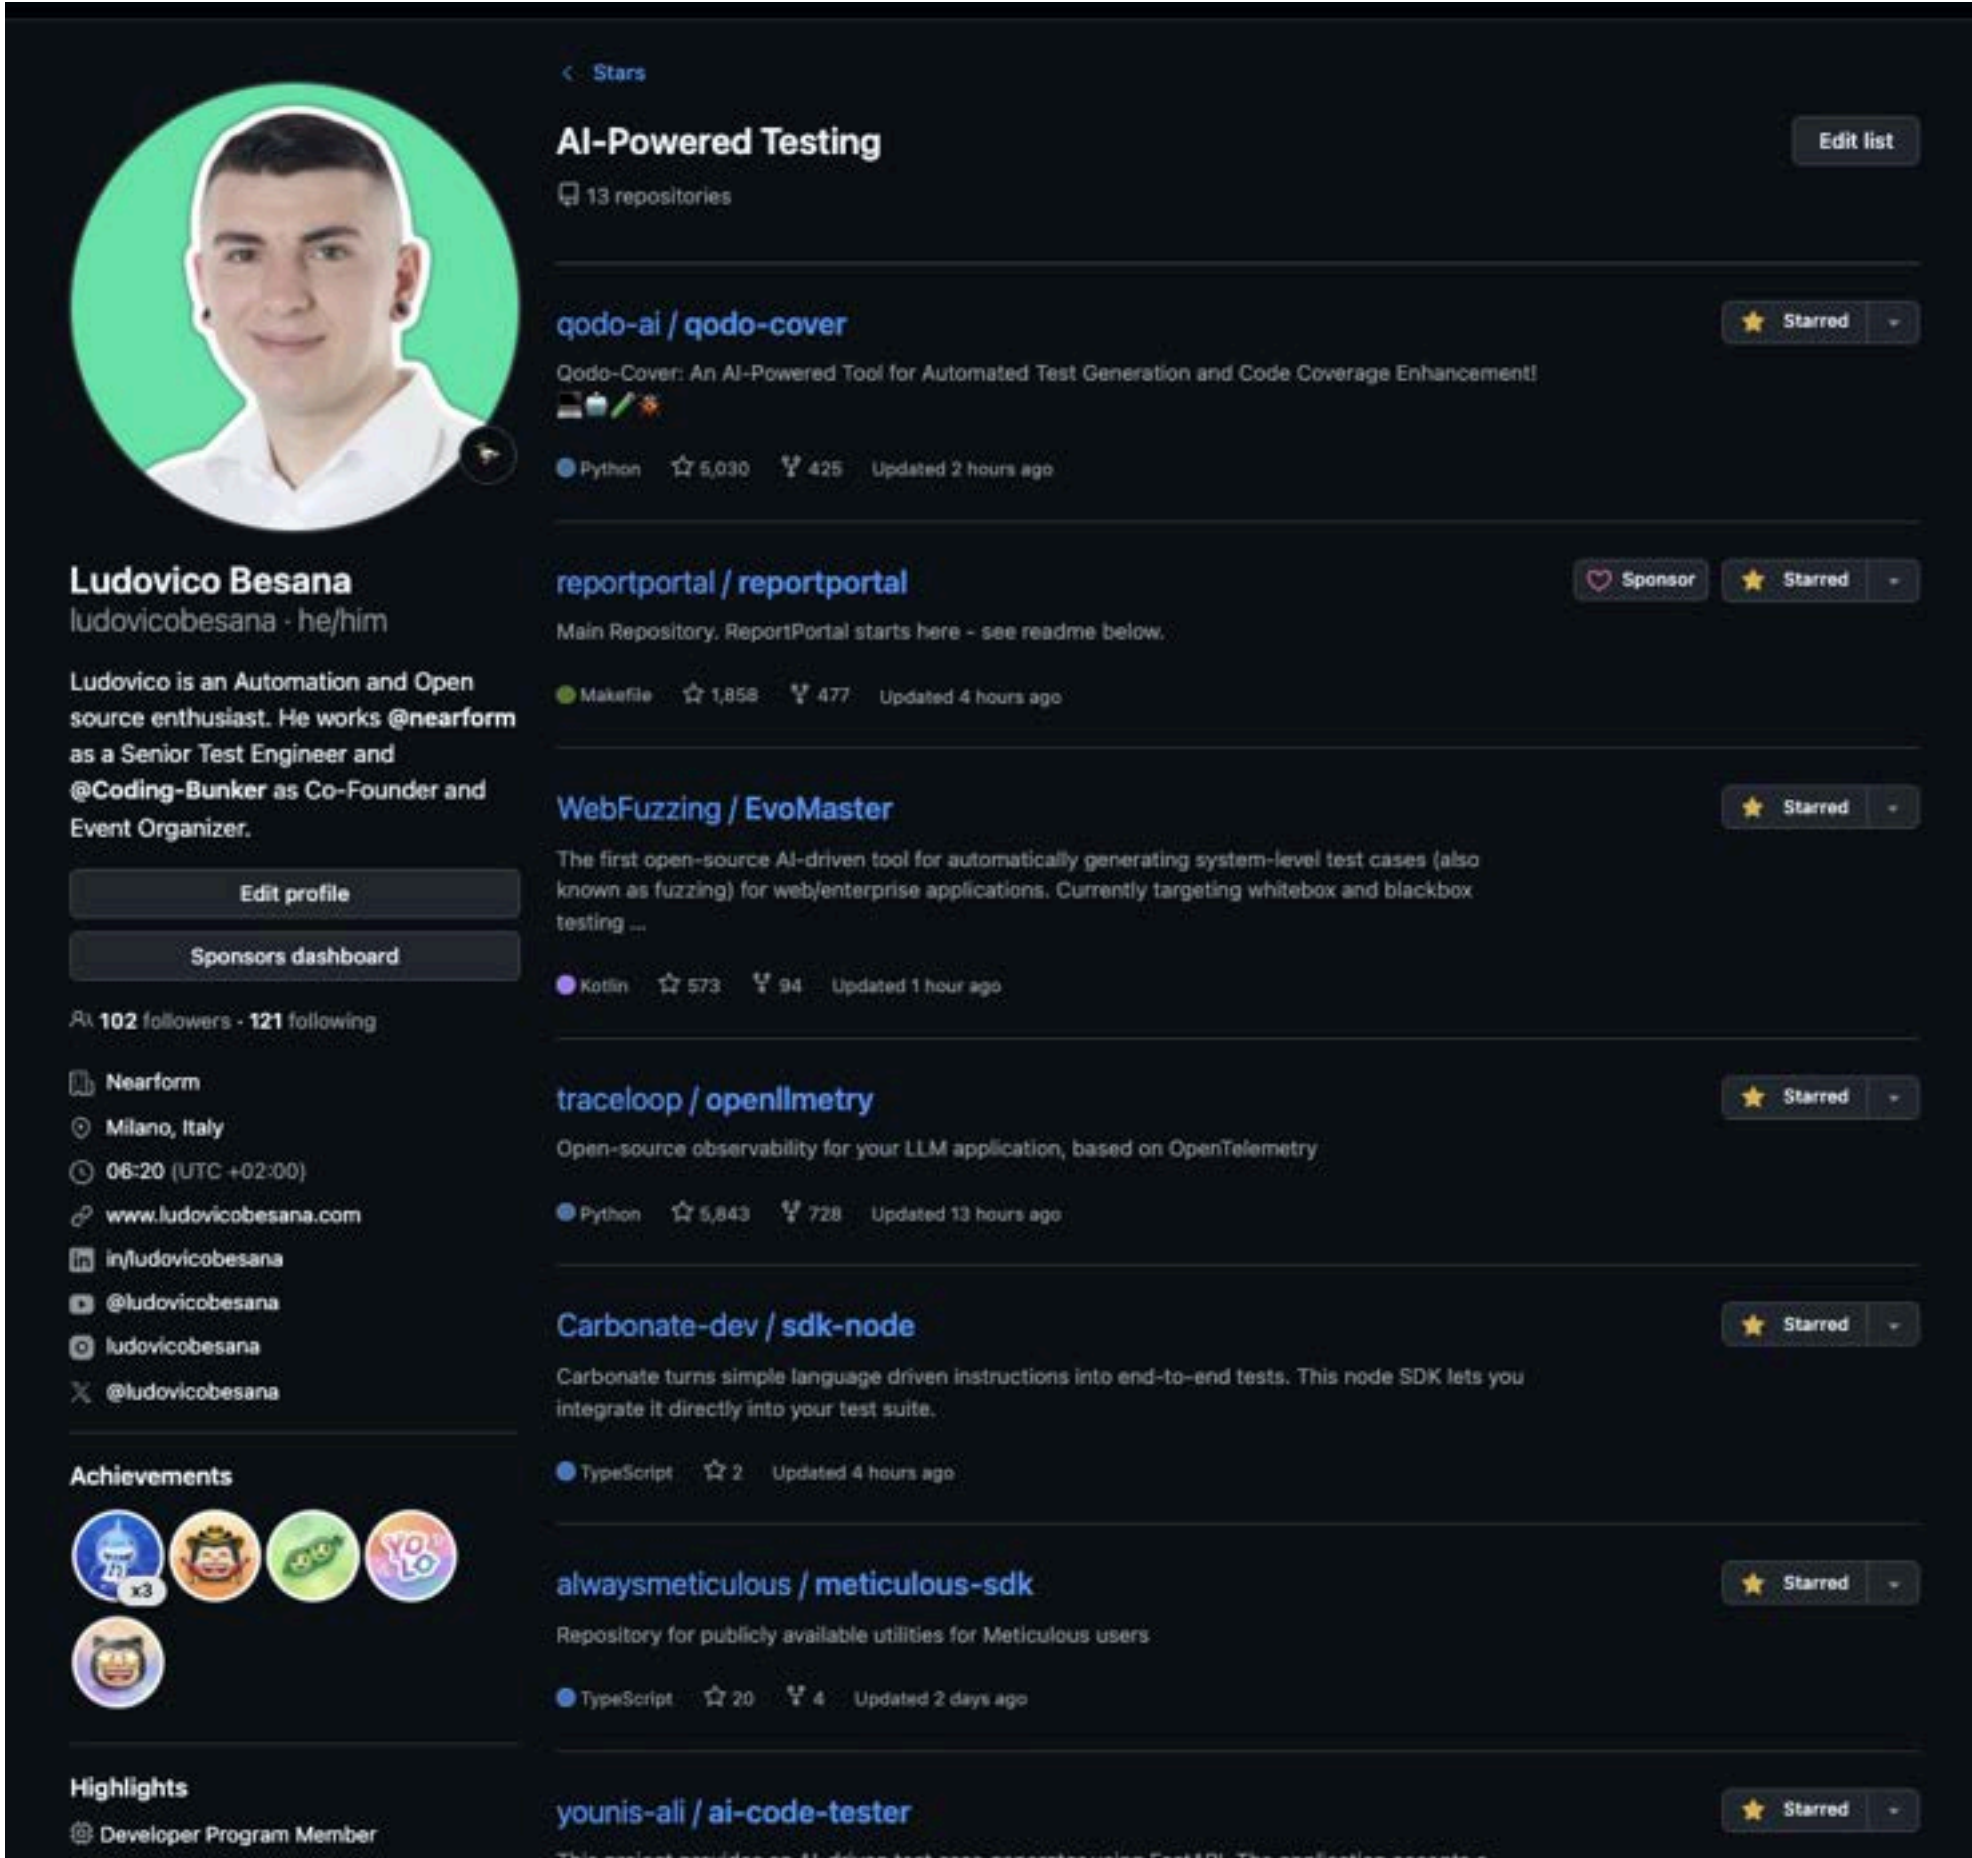 Stars
AI-Powered Testing
Edit list
13 repositories
qodo-ai / qodo-cover
Starred
Qodo-Cover: An AI-Powered Tool for Automated Test Generation and Code Coverage Enhancement!
Python 5,030 425 Updated 2 hours ago
reportportal / reportportal
Sponsor
Starred
Main Repository. ReportPortal starts here - see readme below.
Makefile 1,858 477 Updated 4 hours ago
WebFuzzing / EvoMaster
Starred
The first open-source AI-driven tool for automatically generating system-level test cases (also
known as fuzzing) for web/enterprise applications. Currently targeting whitebox and blackbox
testing ...
Kotlin 573 94 Updated 1 hour ago
traceloop / openllmetry
Starred
Open-source observability for your LLM application, based on OpenTelemetry
Python 5,843 728 Updated 13 hours ago
Carbonate-dev / sdk-node
Starred
Carbonate turns simple language driven instructions into end-to-end tests. This node SDK lets you
integrate it directly into your test suite.
TypeScript 2 Updated 4 hours ago
alwaysmeticulous / meticulous-sdk
Starred
Repository for publicly available utilities for Meticulous users
TypeScript 20 4 Updated 2 days ago
younis-ali / ai-code-tester
Starred
Ludovico Besana
ludovicobesana · he/him
Ludovico is an Automation and Open
source enthusiast. He works @nearform
as a Senior Test Engineer and
@Coding-Bunker as Co-Founder and
Event Organizer.
Edit profile
Sponsors dashboard
102 followers · 121 following
Nearform
Milano, Italy
06:20 (UTC +02:00)
www.ludovicobesana.com
in/ludovicobesana
@ludovicobesana
ludovicobesana
@ludovicobesana
Achievements
x3
YOLO
Highlights
Developer Program Member